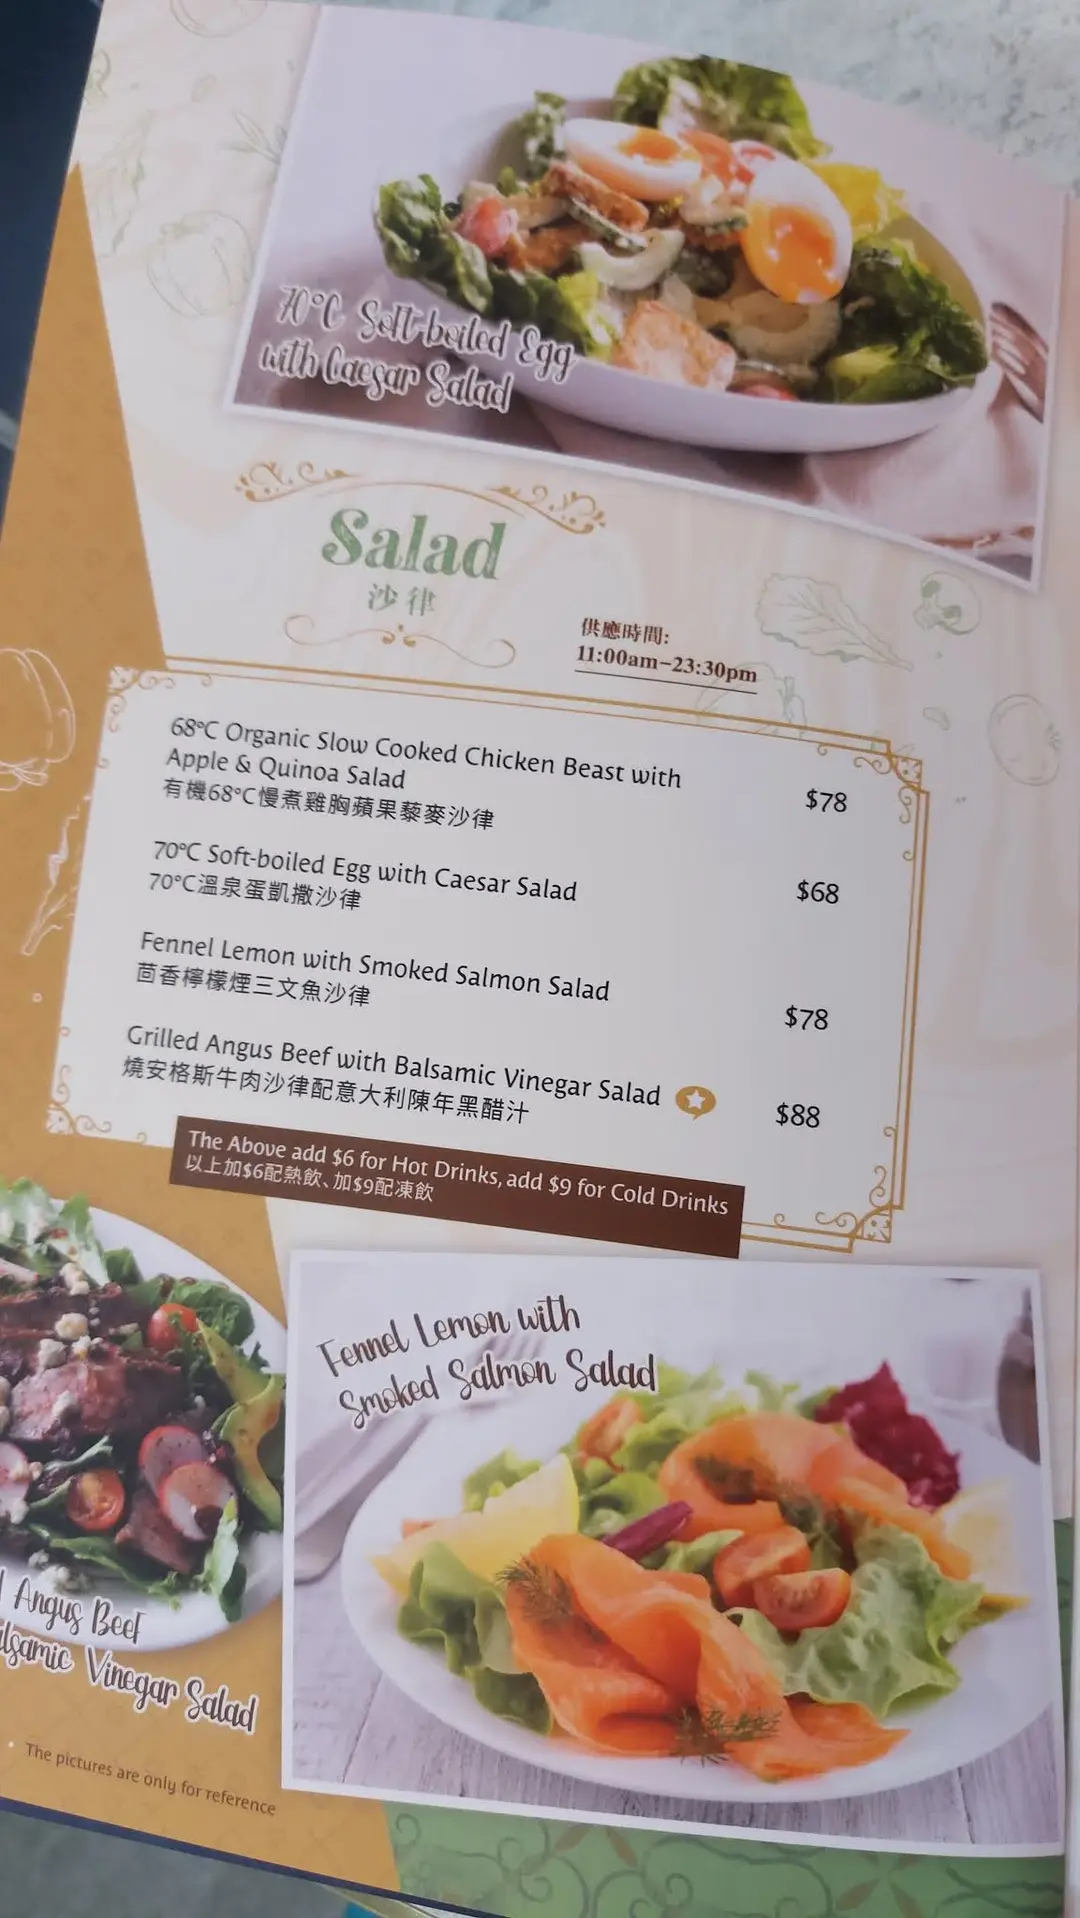 70°C Soft-boiled Egg
with Caesar Salad
Salad
沙律
供應時間:
11:00am-23:30pm
68°C Organic Slow Cooked Chicken Beast with
Apple & Quinoa Salad
有機68°C慢煮雞胸蘋果藜麥沙律
$78
70°C Soft-boiled Egg with Caesar Salad
70°C溫泉蛋凱撒沙律
$68
Fennel Lemon with Smoked Salmon Salad
茴香檸檬煙三文魚沙律
$78
Grilled Angus Beef with Balsamic Vinegar Salad
燒安格斯牛肉沙律配意大利陳年黑醋汁
$88
The Above add $6 for Hot Drinks, add $9 for Cold Drinks
以上加$6配熱飲、加$9配凍飲
Fennel Lemon with
Smoked Salmon Salad
Angus Beef
Vinegar Salad
The pictures are only for reference